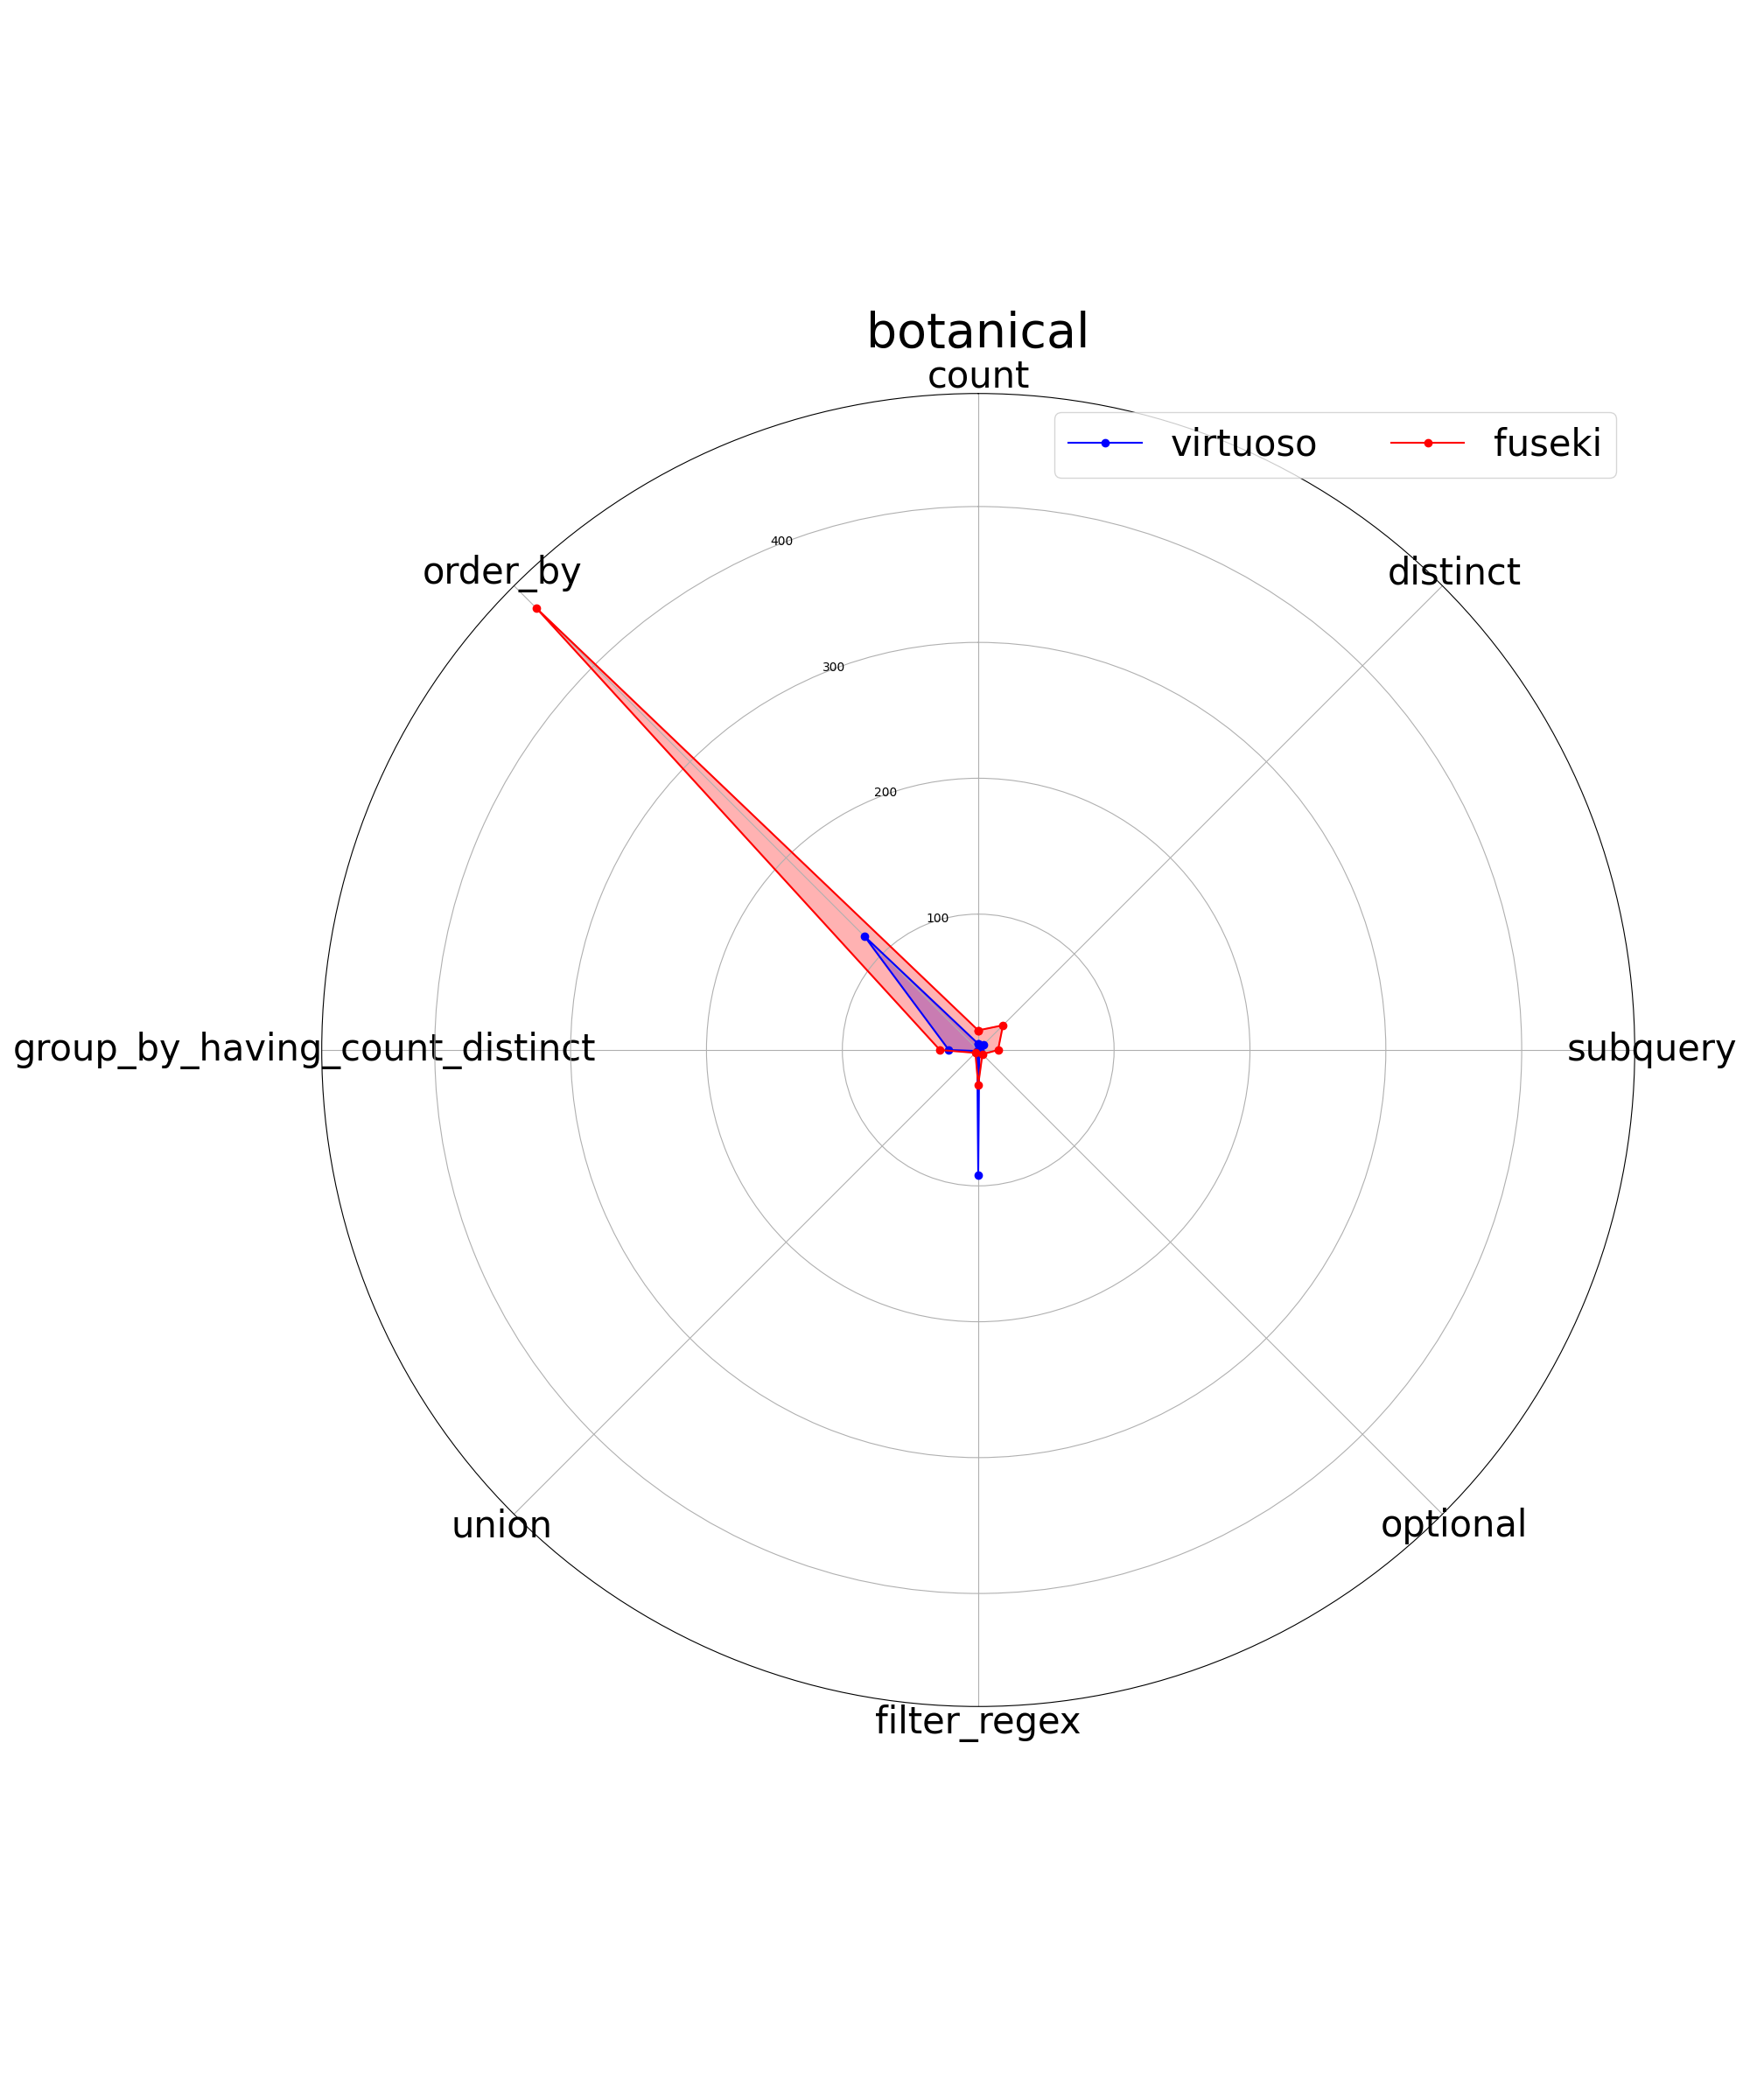 botanical
count
virtuoso fuseki
400
order_by
distinct
300
200
100
group_by_having_count_distinct
subquery
union
optional
filter_regex